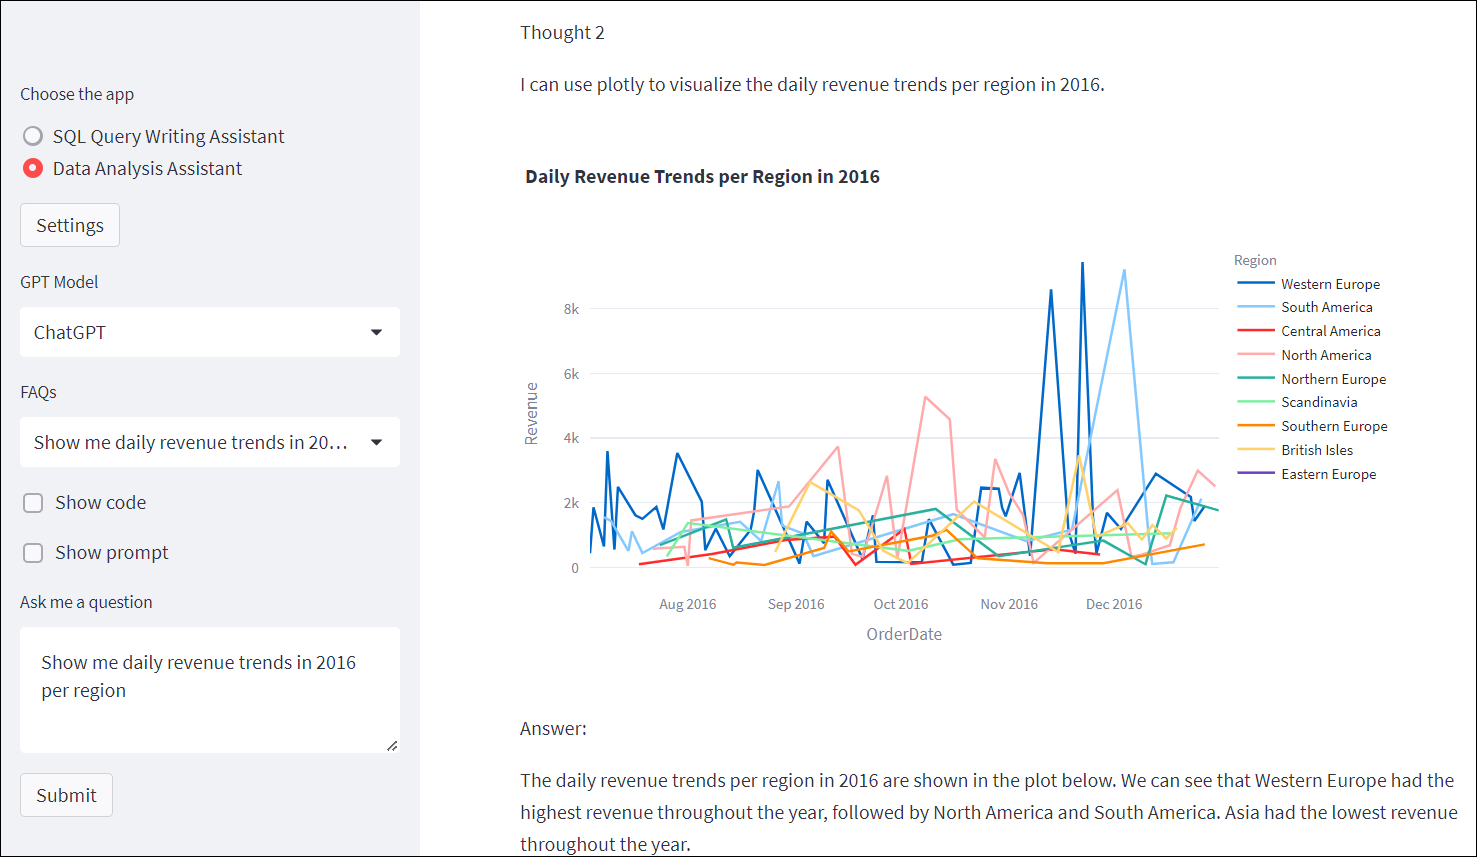 Choose the app
SQL Query Writing Assistant
Data Analysis Assistant
Settings
GPT Model
ChatGPT
FAQs
Show me daily revenue trends in 20...
Show code
Show prompt
Ask me a question
Show me daily revenue trends in 2016
per region
Submit
Thought 2
I can use plotly to visualize the daily revenue trends per region in 2016.
Daily Revenue Trends per Region in 2016
Revenue
8k
6k
4k
2k
0
Aug 2016
Sep 2016
Oct 2016
Nov 2016
Dec 2016
OrderDate
Region
Western Europe
South America
Central America
North America
Northern Europe
Scandinavia
Southern Europe
British Isles
Eastern Europe
Answer:
The daily revenue trends per region in 2016 are shown in the plot below. We can see that Western Europe had the
highest revenue throughout the year, followed by North America and South America. Asia had the lowest revenue
throughout the year.